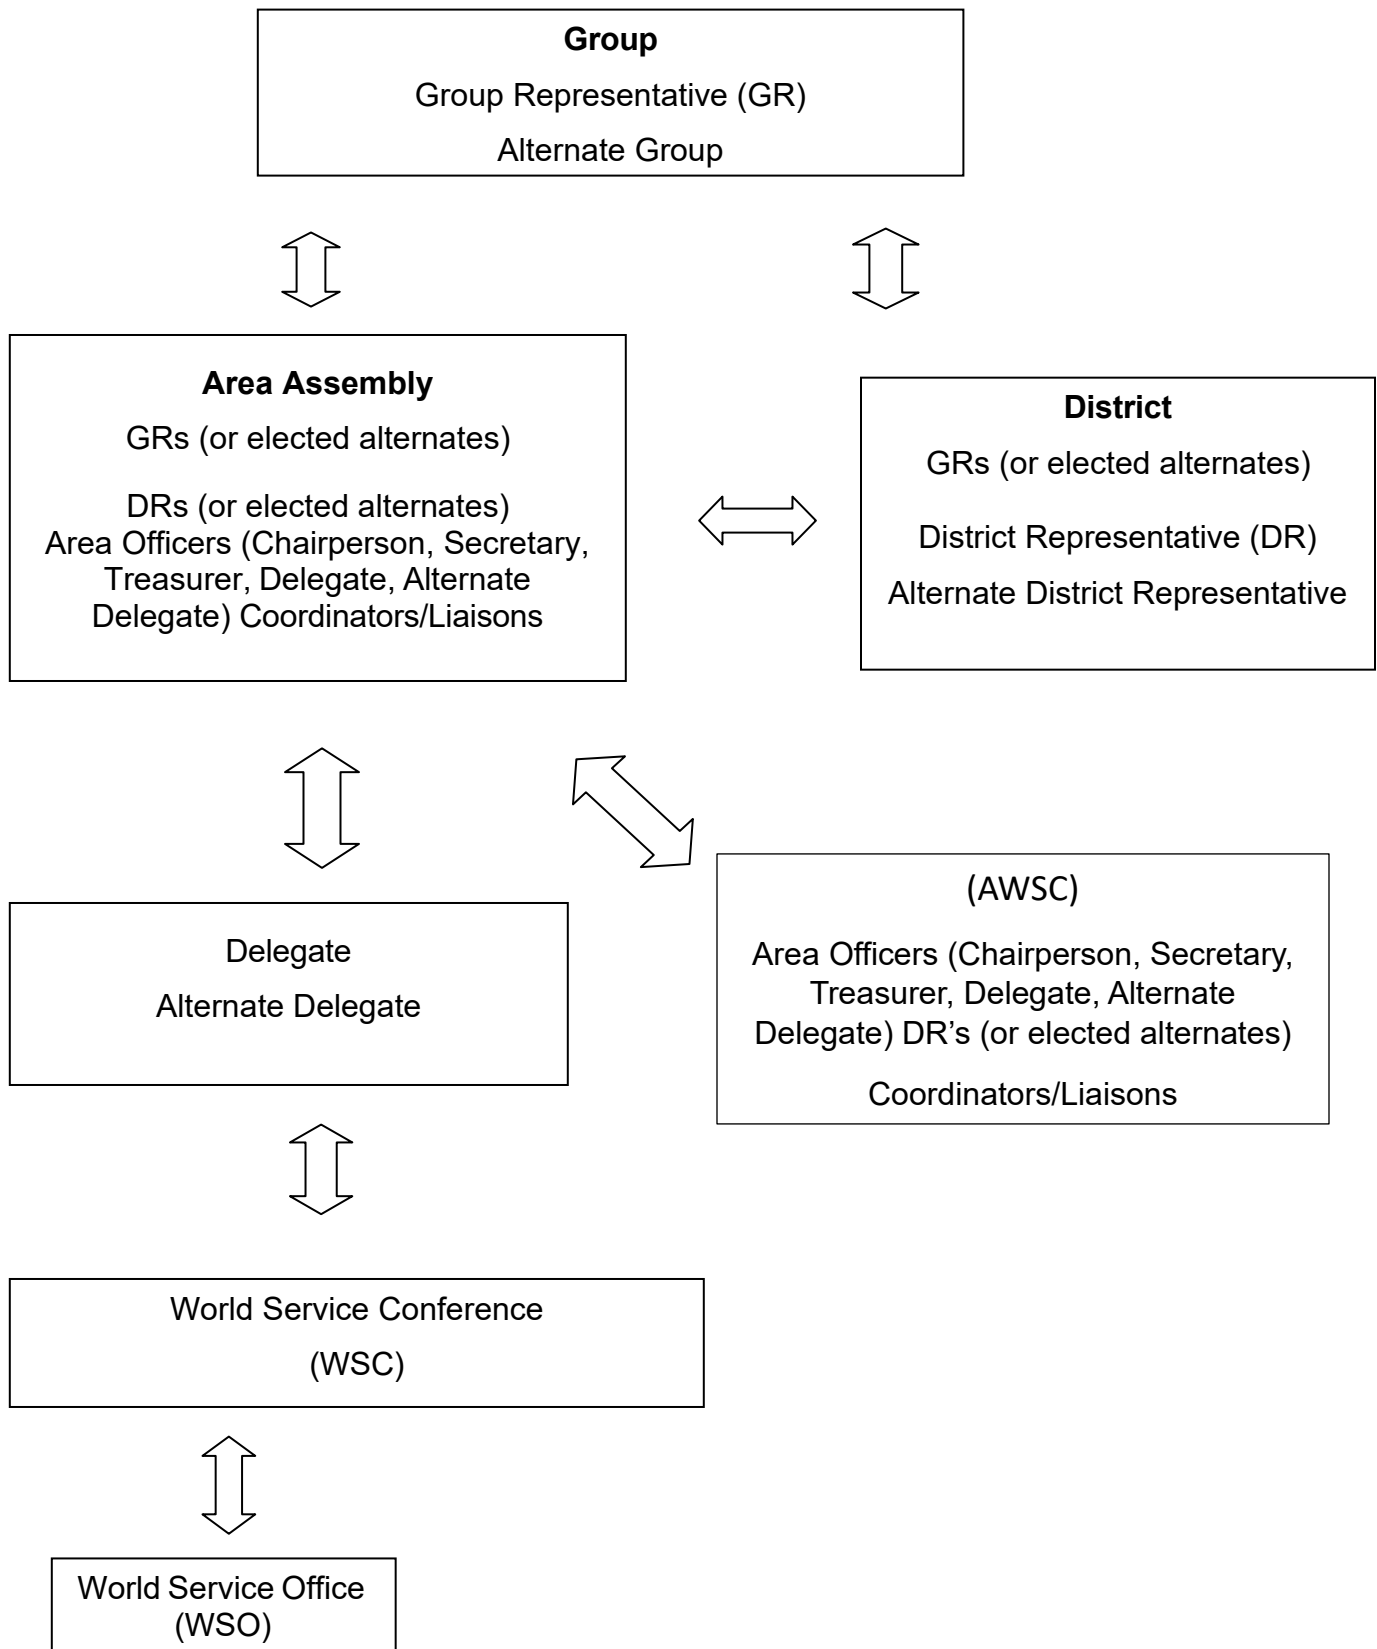 Group
Group Representative (GR)
Alternate Group
Area Assembly
GRs (or elected alternates)
DRs (or elected alternates)
Area Officers (Chairperson, Secretary,
Treasurer, Delegate, Alternate
Delegate) Coordinators/Liaisons
District
GRs (or elected alternates)
District Representative (DR)
Alternate District Representative
Delegate
Alternate Delegate
(AWSC)
Area Officers (Chairperson, Secretary,
Treasurer, Delegate, Alternate
Delegate) DR’s (or elected alternates)
Coordinators/Liaisons
World Service Conference
(WSC)
World Service Office
(WSO)